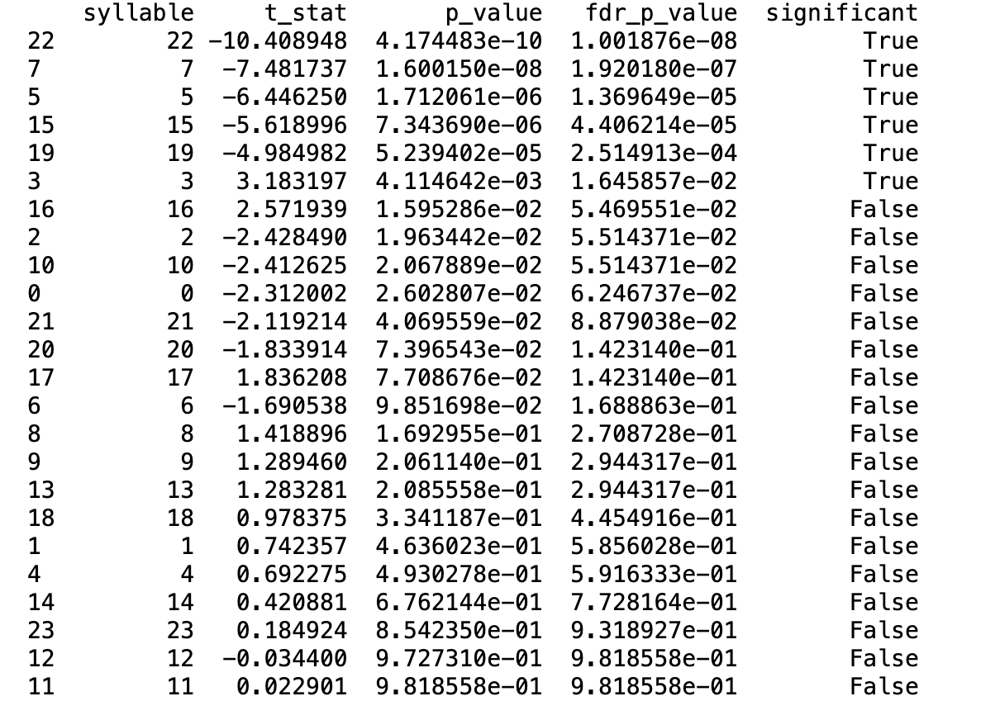 syllable t_stat p_value fdr_p_value significant
22 22 −10.408948 4.174483e−10 1.001876e−08 True
7 7 −7.481737 1.600150e−08 1.920180e−07 True
5 5 −6.446250 1.712061e−06 1.369649e−05 True
15 15 −5.618996 7.343690e−06 4.406214e−05 True
19 19 −4.984982 5.239402e−05 2.514913e−04 True
3 3 3.183197 4.114642e−03 1.645857e−02 True
16 16 2.571939 1.595286e−02 5.469551e−02 False
2 2 −2.428490 1.963442e−02 5.514371e−02 False
10 10 −2.412625 2.067889e−02 5.514371e−02 False
0 0 −2.312002 2.602807e−02 6.246737e−02 False
21 21 −2.119214 4.069559e−02 8.879038e−02 False
20 20 −1.833914 7.396543e−02 1.423140e−01 False
17 17 1.836208 7.708676e−02 1.423140e−01 False
6 6 −1.690538 9.851698e−02 1.688863e−01 False
8 8 1.418896 1.692955e−01 2.708728e−01 False
9 9 1.289460 2.061140e−01 2.944317e−01 False
13 13 1.283281 2.085558e−01 2.944317e−01 False
18 18 0.978375 3.341187e−01 4.454916e−01 False
1 1 0.742357 4.636023e−01 5.856028e−01 False
4 4 0.692275 4.930278e−01 5.916333e−01 False
14 14 0.420881 6.762144e−01 7.728164e−01 False
23 23 0.184924 8.542350e−01 9.318927e−01 False
12 12 −0.034400 9.727310e−01 9.818558e−01 False
11 11 0.022901 9.818558e−01 9.818558e−01 False